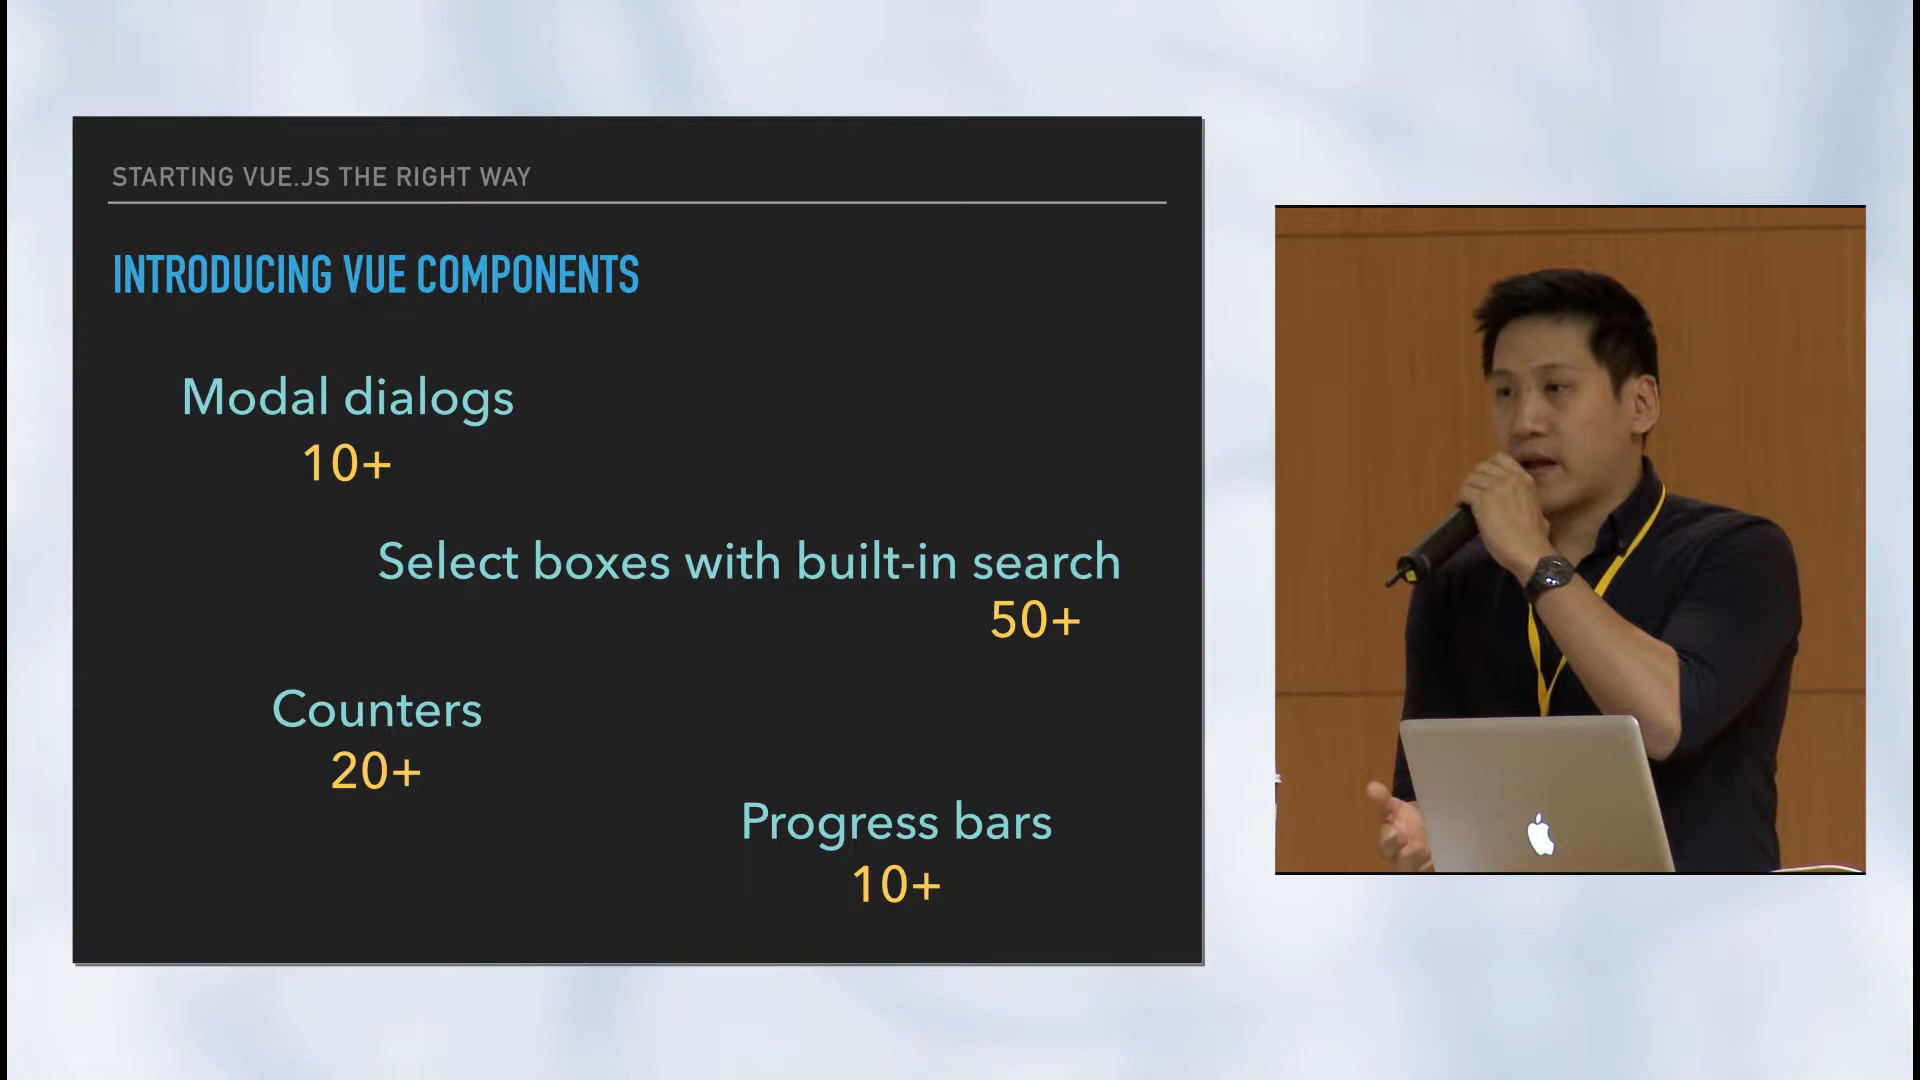 STARTING VUE.JS THE RIGHT WAY
INTRODUCING VUE COMPONENTS
Modal dialogs
10+
Select boxes with built-in search
50+
Counters
20+
Progress bars
10+